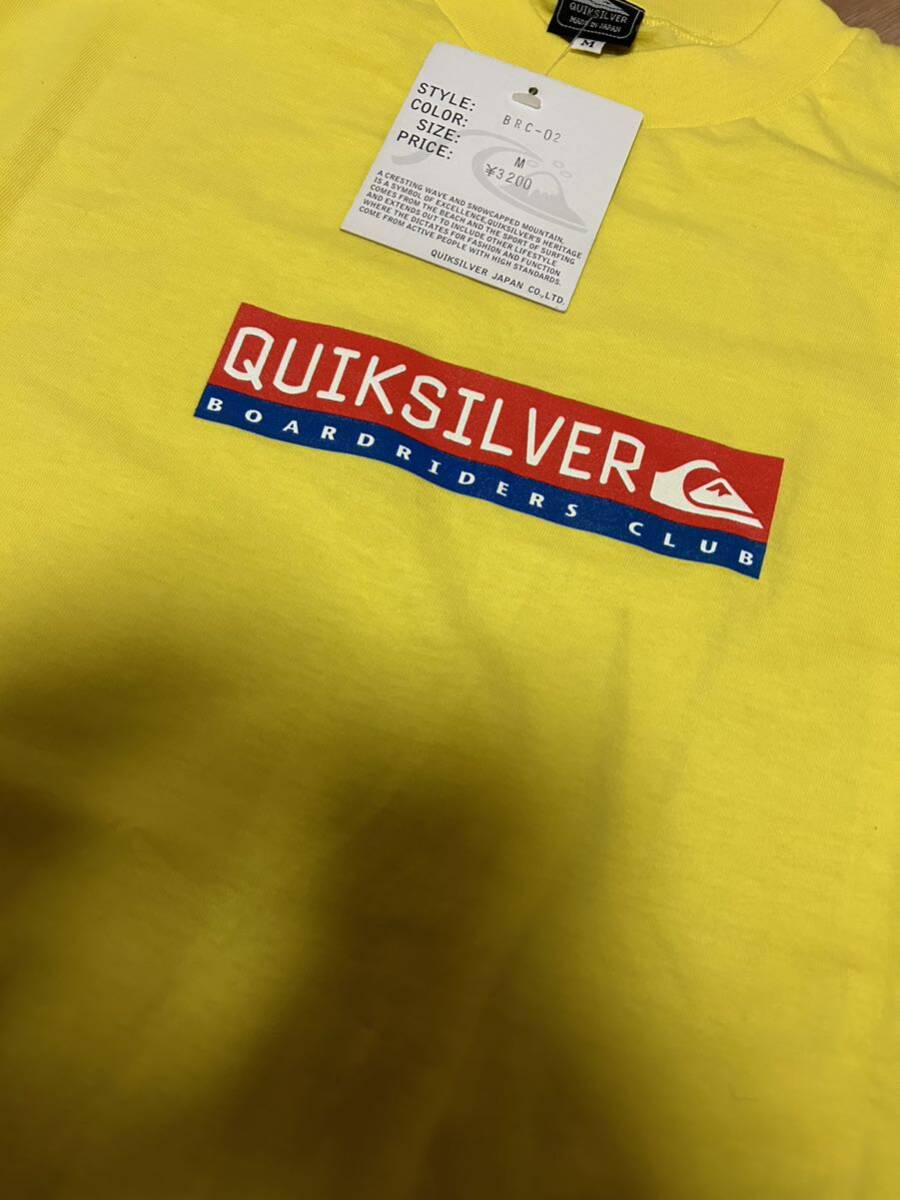 QUIKSILVER
MADE IN JAPAN
M
STYLE: BRC-02
COLOR:
SIZE: M
PRICE: ¥3200
A CRESTING WAVE AND SNOWCAPPED MOUNTAIN,
IS A SYMBOL OF EXCELLENCE,QUIKSILVER'S HERITAGE
COMES FROM THE BEACH AND THE SPORT OF SURFING
AND EXTENDS OUT TO INCLUDE OTHER LIFESTYLE
WHERE THE DICTATES FOR FASHION AND FUNCTION
COME FROM ACTIVE PEOPLE WITH HIGH STANDARDS.
QUIKSILVER JAPAN CO.,LTD.
QUIKSILVER
BOARDRIDERS CLUB